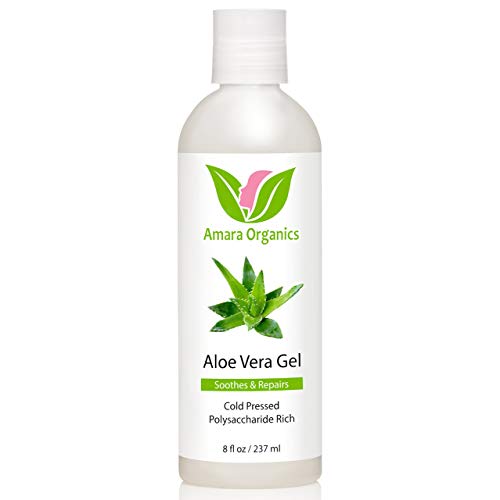 Amara Organics
Aloe Vera Gel
Soothes & Repairs
Cold Pressed
Polysaccharide Rich
8 fl oz / 237 ml